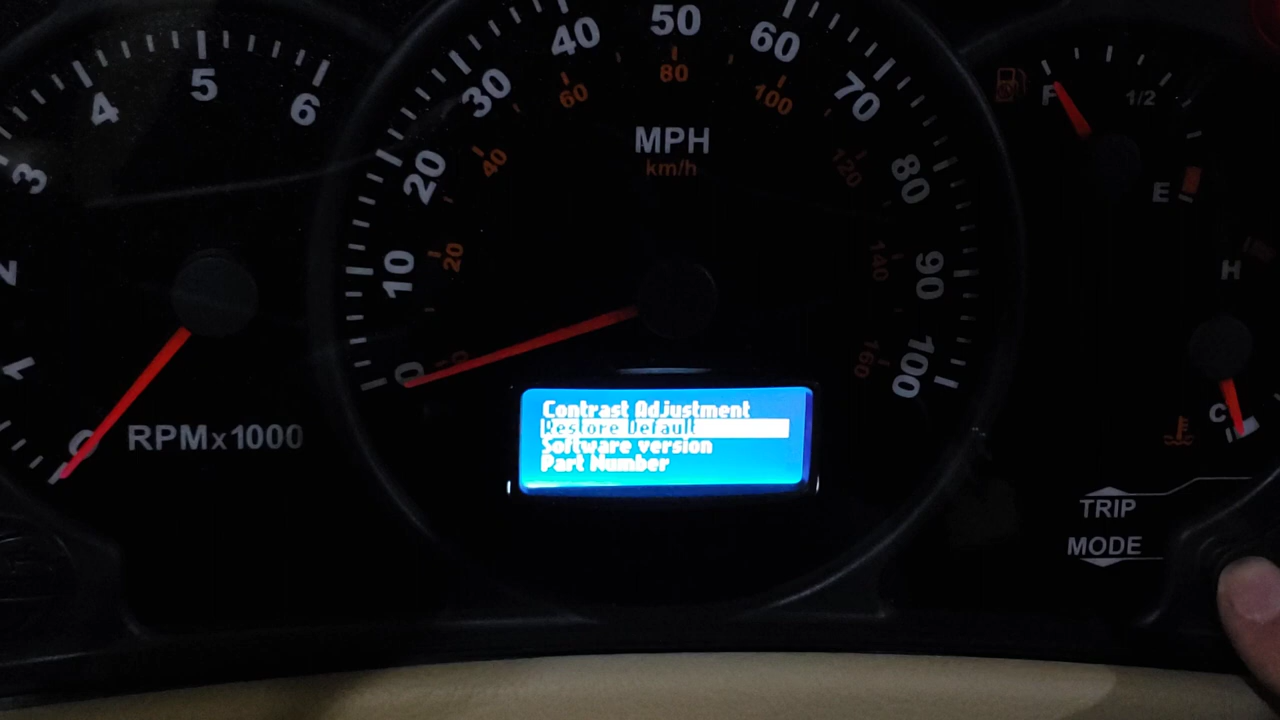 0
1
2
3
4
5
6
RPMx1000
0
10
20
30
40
50
60
70
80
90
100
20
40
60
80
100
120
140
160
MPH
km/h
Contrast Adjustment
Restore Default
Software version
Part Number
F
1/2
E
H
C
TRIP
MODE